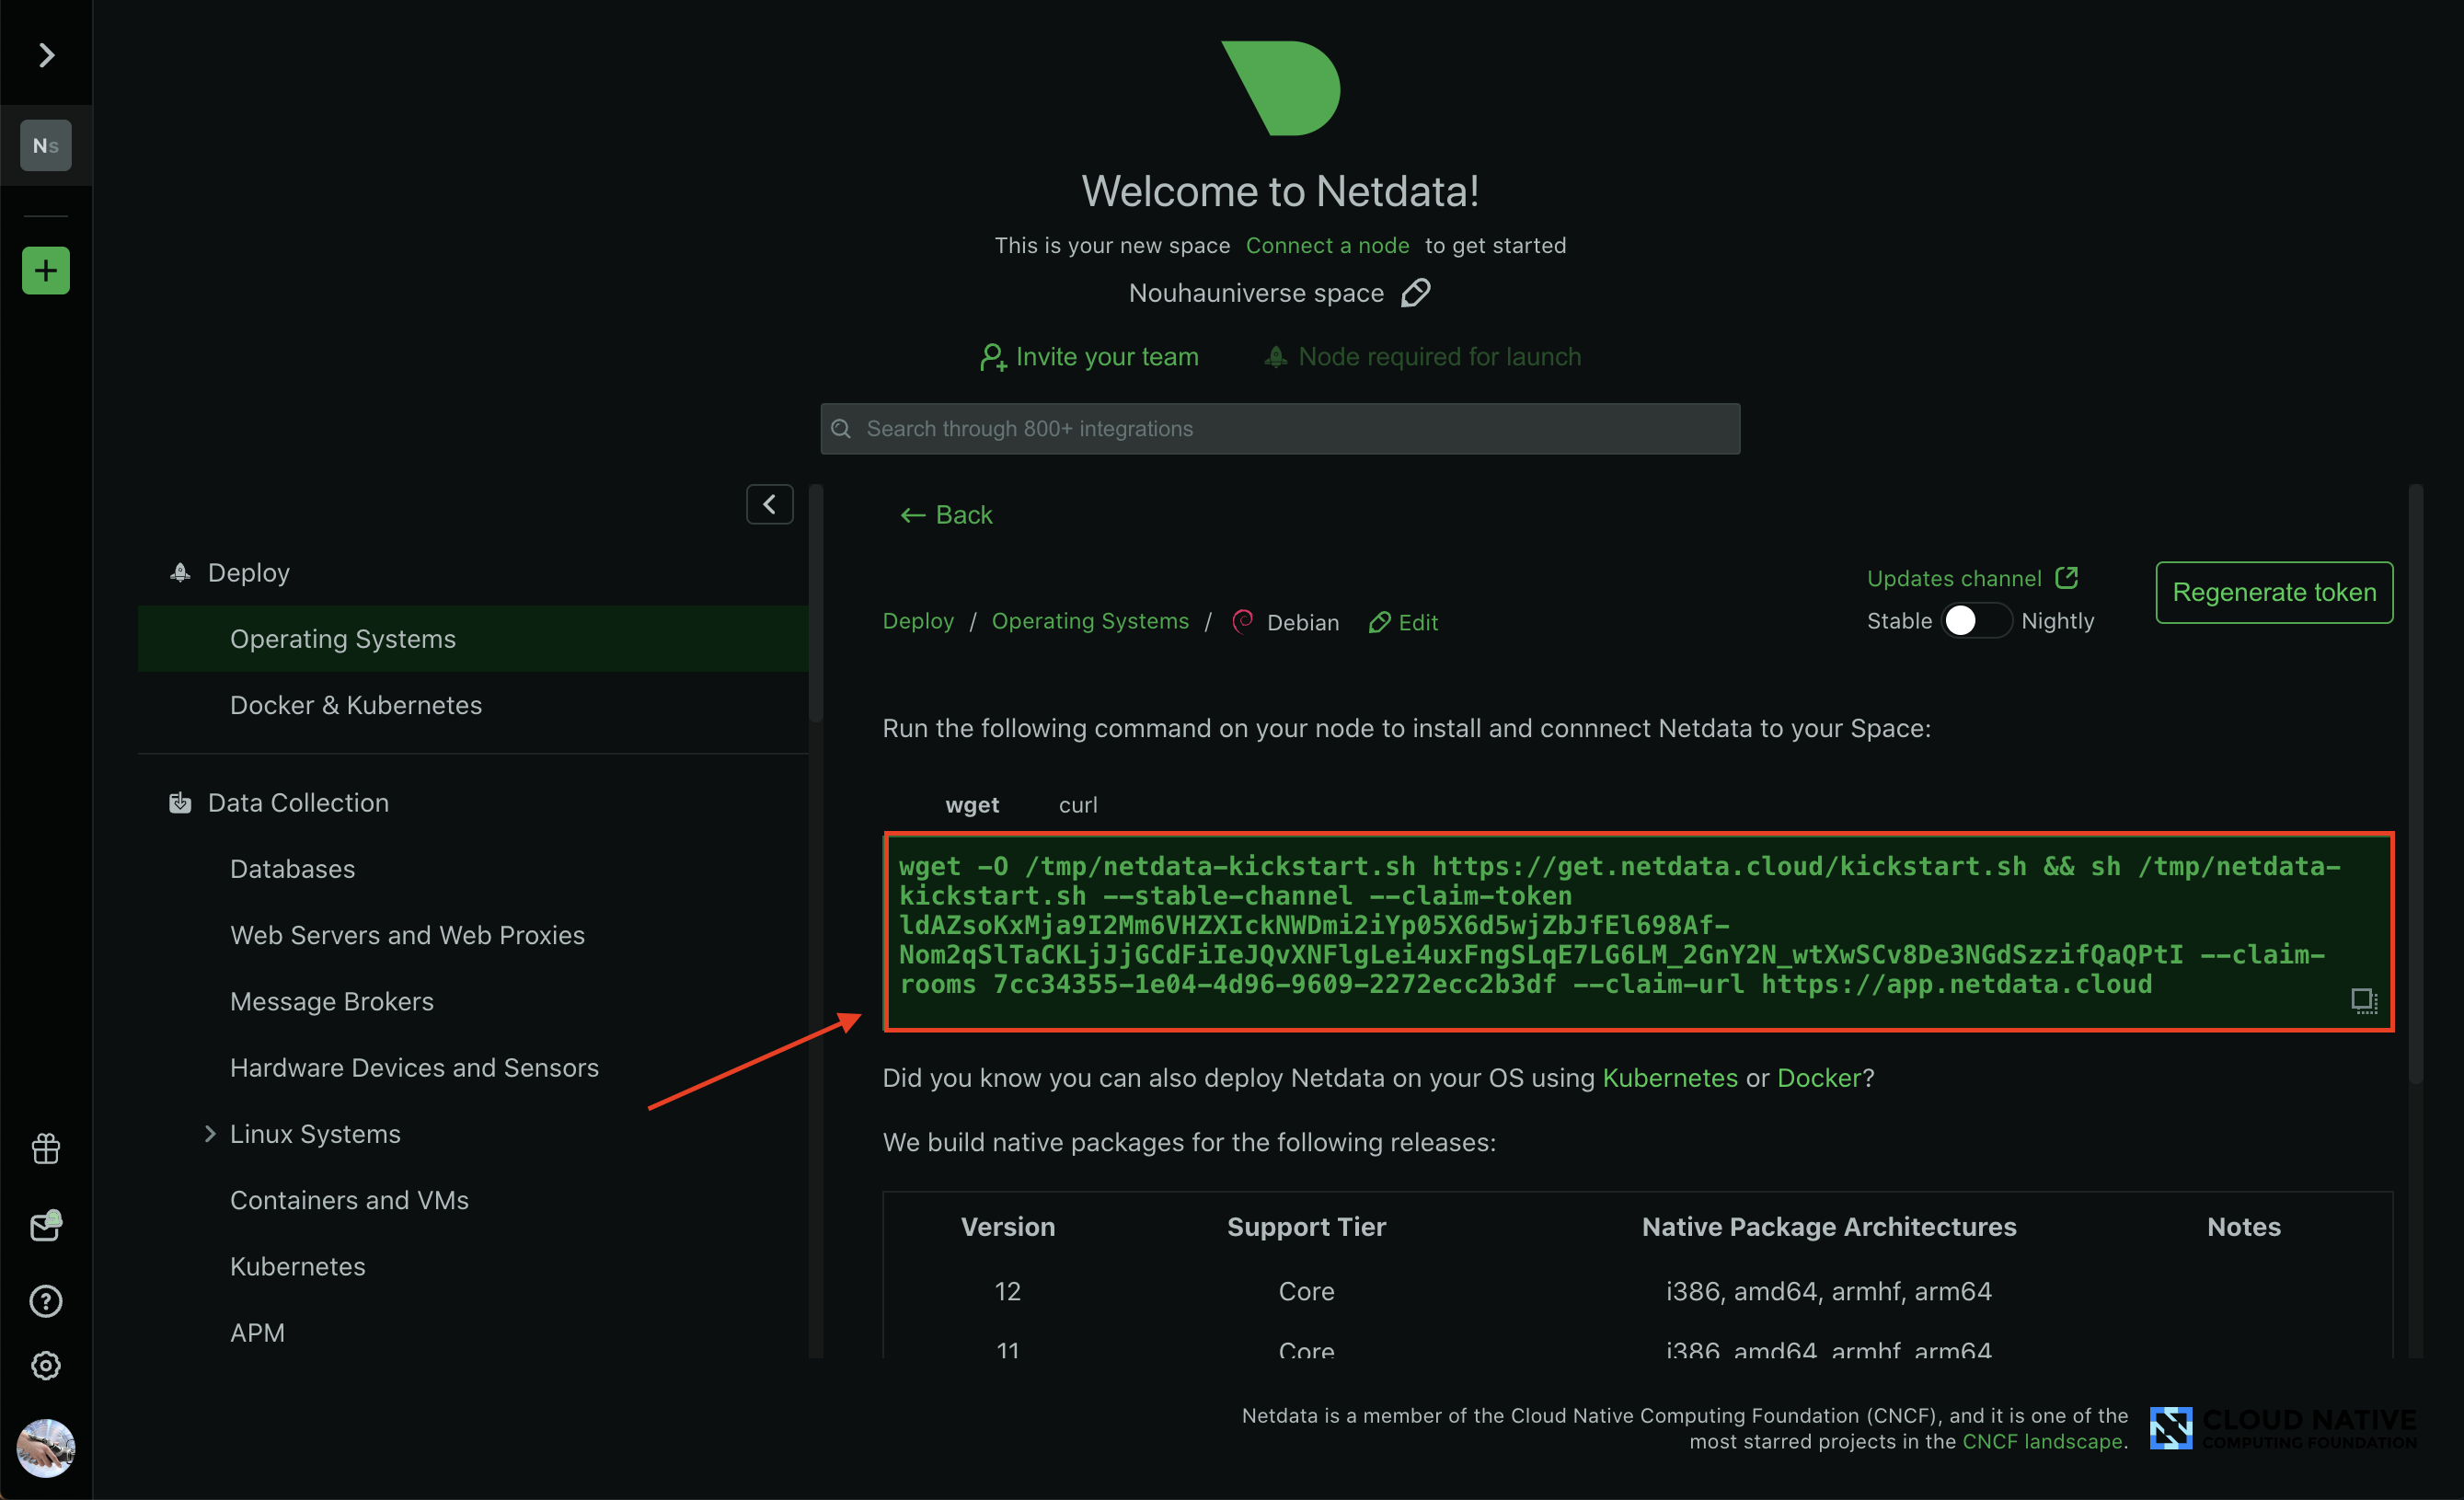 Ns
Welcome to Netdata!
This is your new space Connect a node to get started
Nouhauniverse space
Invite your team
Node required for launch
Search through 800+ integrations
Deploy
Operating Systems
Docker & Kubernetes
Data Collection
Databases
Web Servers and Web Proxies
Message Brokers
Hardware Devices and Sensors
Linux Systems
Containers and VMs
Kubernetes
APM
Back
Deploy / Operating Systems / Debian Edit
Updates channel
Stable Nightly
Regenerate token
Run the following command on your node to install and connnect Netdata to your Space:
wget curl
wget -O /tmp/netdata-kickstart.sh https://get.netdata.cloud/kickstart.sh && sh /tmp/netdata-
kickstart.sh --stable-channel --claim-token
ldAZsoKxMja9I2Mm6VHZXIckNWDmi2iYp05X6d5wjZbJfEl698Af-
Nom2qSlTaCKLjJjGCdFiIeJQvXNFlgLei4uxFngSLqE7LG6LM_2GnY2N_wtXwSCv8De3NGdSzzifQaQPtI --claim-
rooms 7cc34355-1e04-4d96-9609-2272ecc2b3df --claim-url https://app.netdata.cloud
Did you know you can also deploy Netdata on your OS using Kubernetes or Docker?
We build native packages for the following releases:
Version Support Tier Native Package Architectures Notes
12 Core i386, amd64, armhf, arm64
11 Core i386, amd64, armhf, arm64
Netdata is a member of the Cloud Native Computing Foundation (CNCF), and it is one of the
most starred projects in the CNCF landscape.
CLOUD NATIVE
COMPUTING FOUNDATION